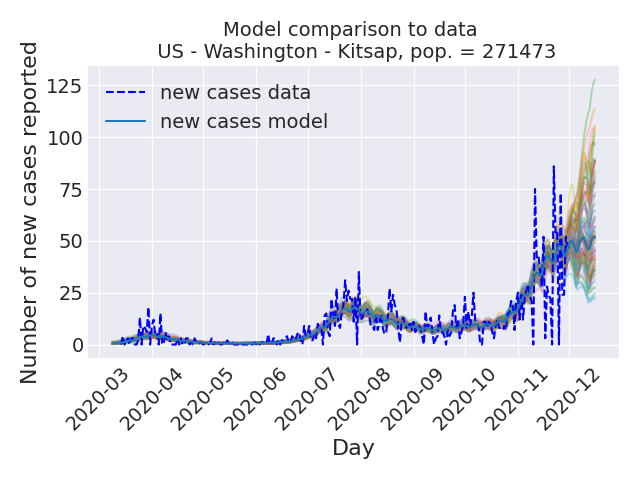 Model comparison to data
US - Washington - Kitsap, pop. = 271473
Number of new cases reported
125
100
75
50
25
0
new cases data
new cases model
2020-03
2020-04
2020-05
2020-06
2020-07
2020-08
2020-09
2020-10
2020-11
2020-12
Day